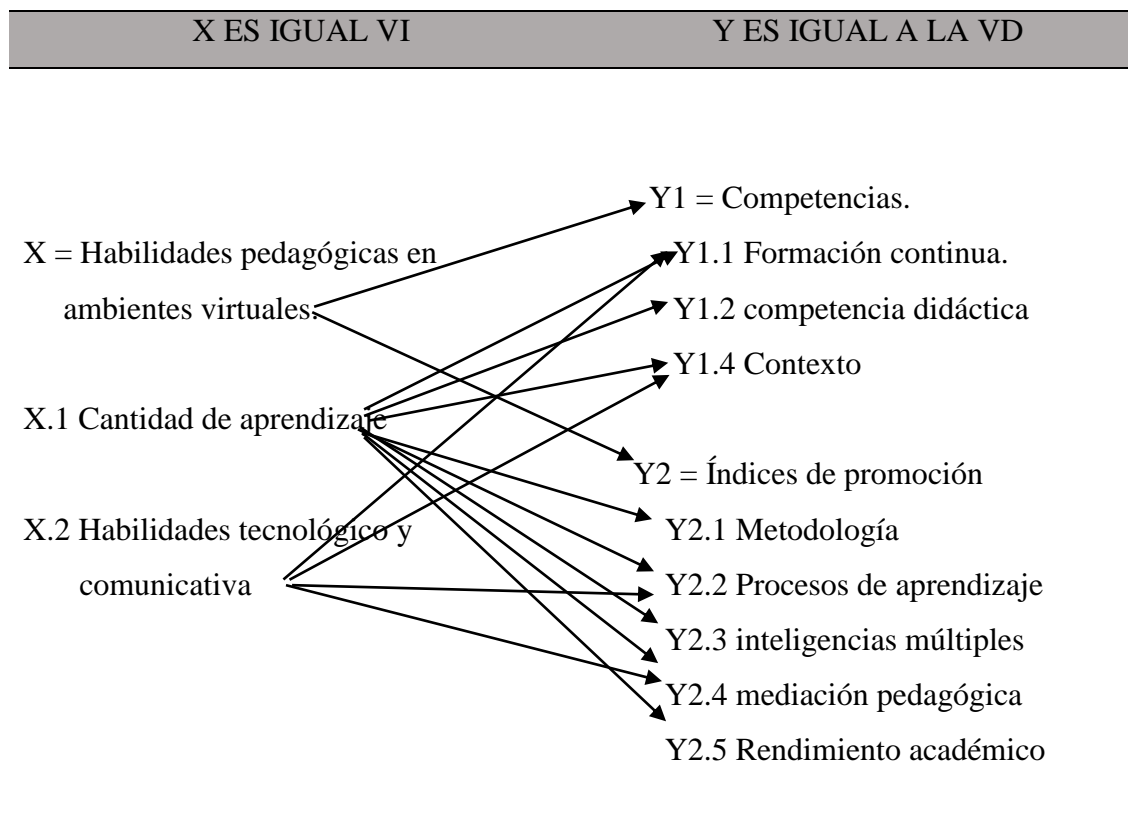 X ES IGUAL VI
Y ES IGUAL A LA VD
Y1 = Competencias.
X = Habilidades pedagógicas en
ambientes virtuales.
Y1.1 Formación continua.
Y1.2 competencia didáctica
Y1.4 Contexto
X.1 Cantidad de aprendizaje
Y2 = Índices de promoción
X.2 Habilidades tecnológico y
comunicativa
Y2.1 Metodología
Y2.2 Procesos de aprendizaje
Y2.3 inteligencias múltiples
Y2.4 mediación pedagógica
Y2.5 Rendimiento académico